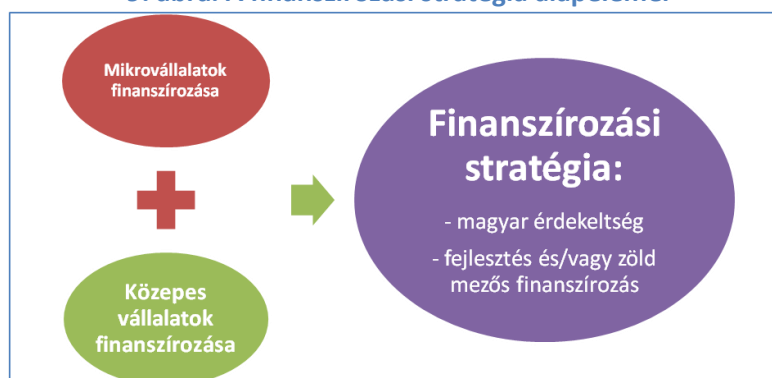 Mikrovállalatok
finanszírozása
Közepes
vállalatok
finanszírozása
Finanszírozási
stratégia:
- magyar érdekeltség
- fejlesztés és/vagy zöld
mezős finanszírozás